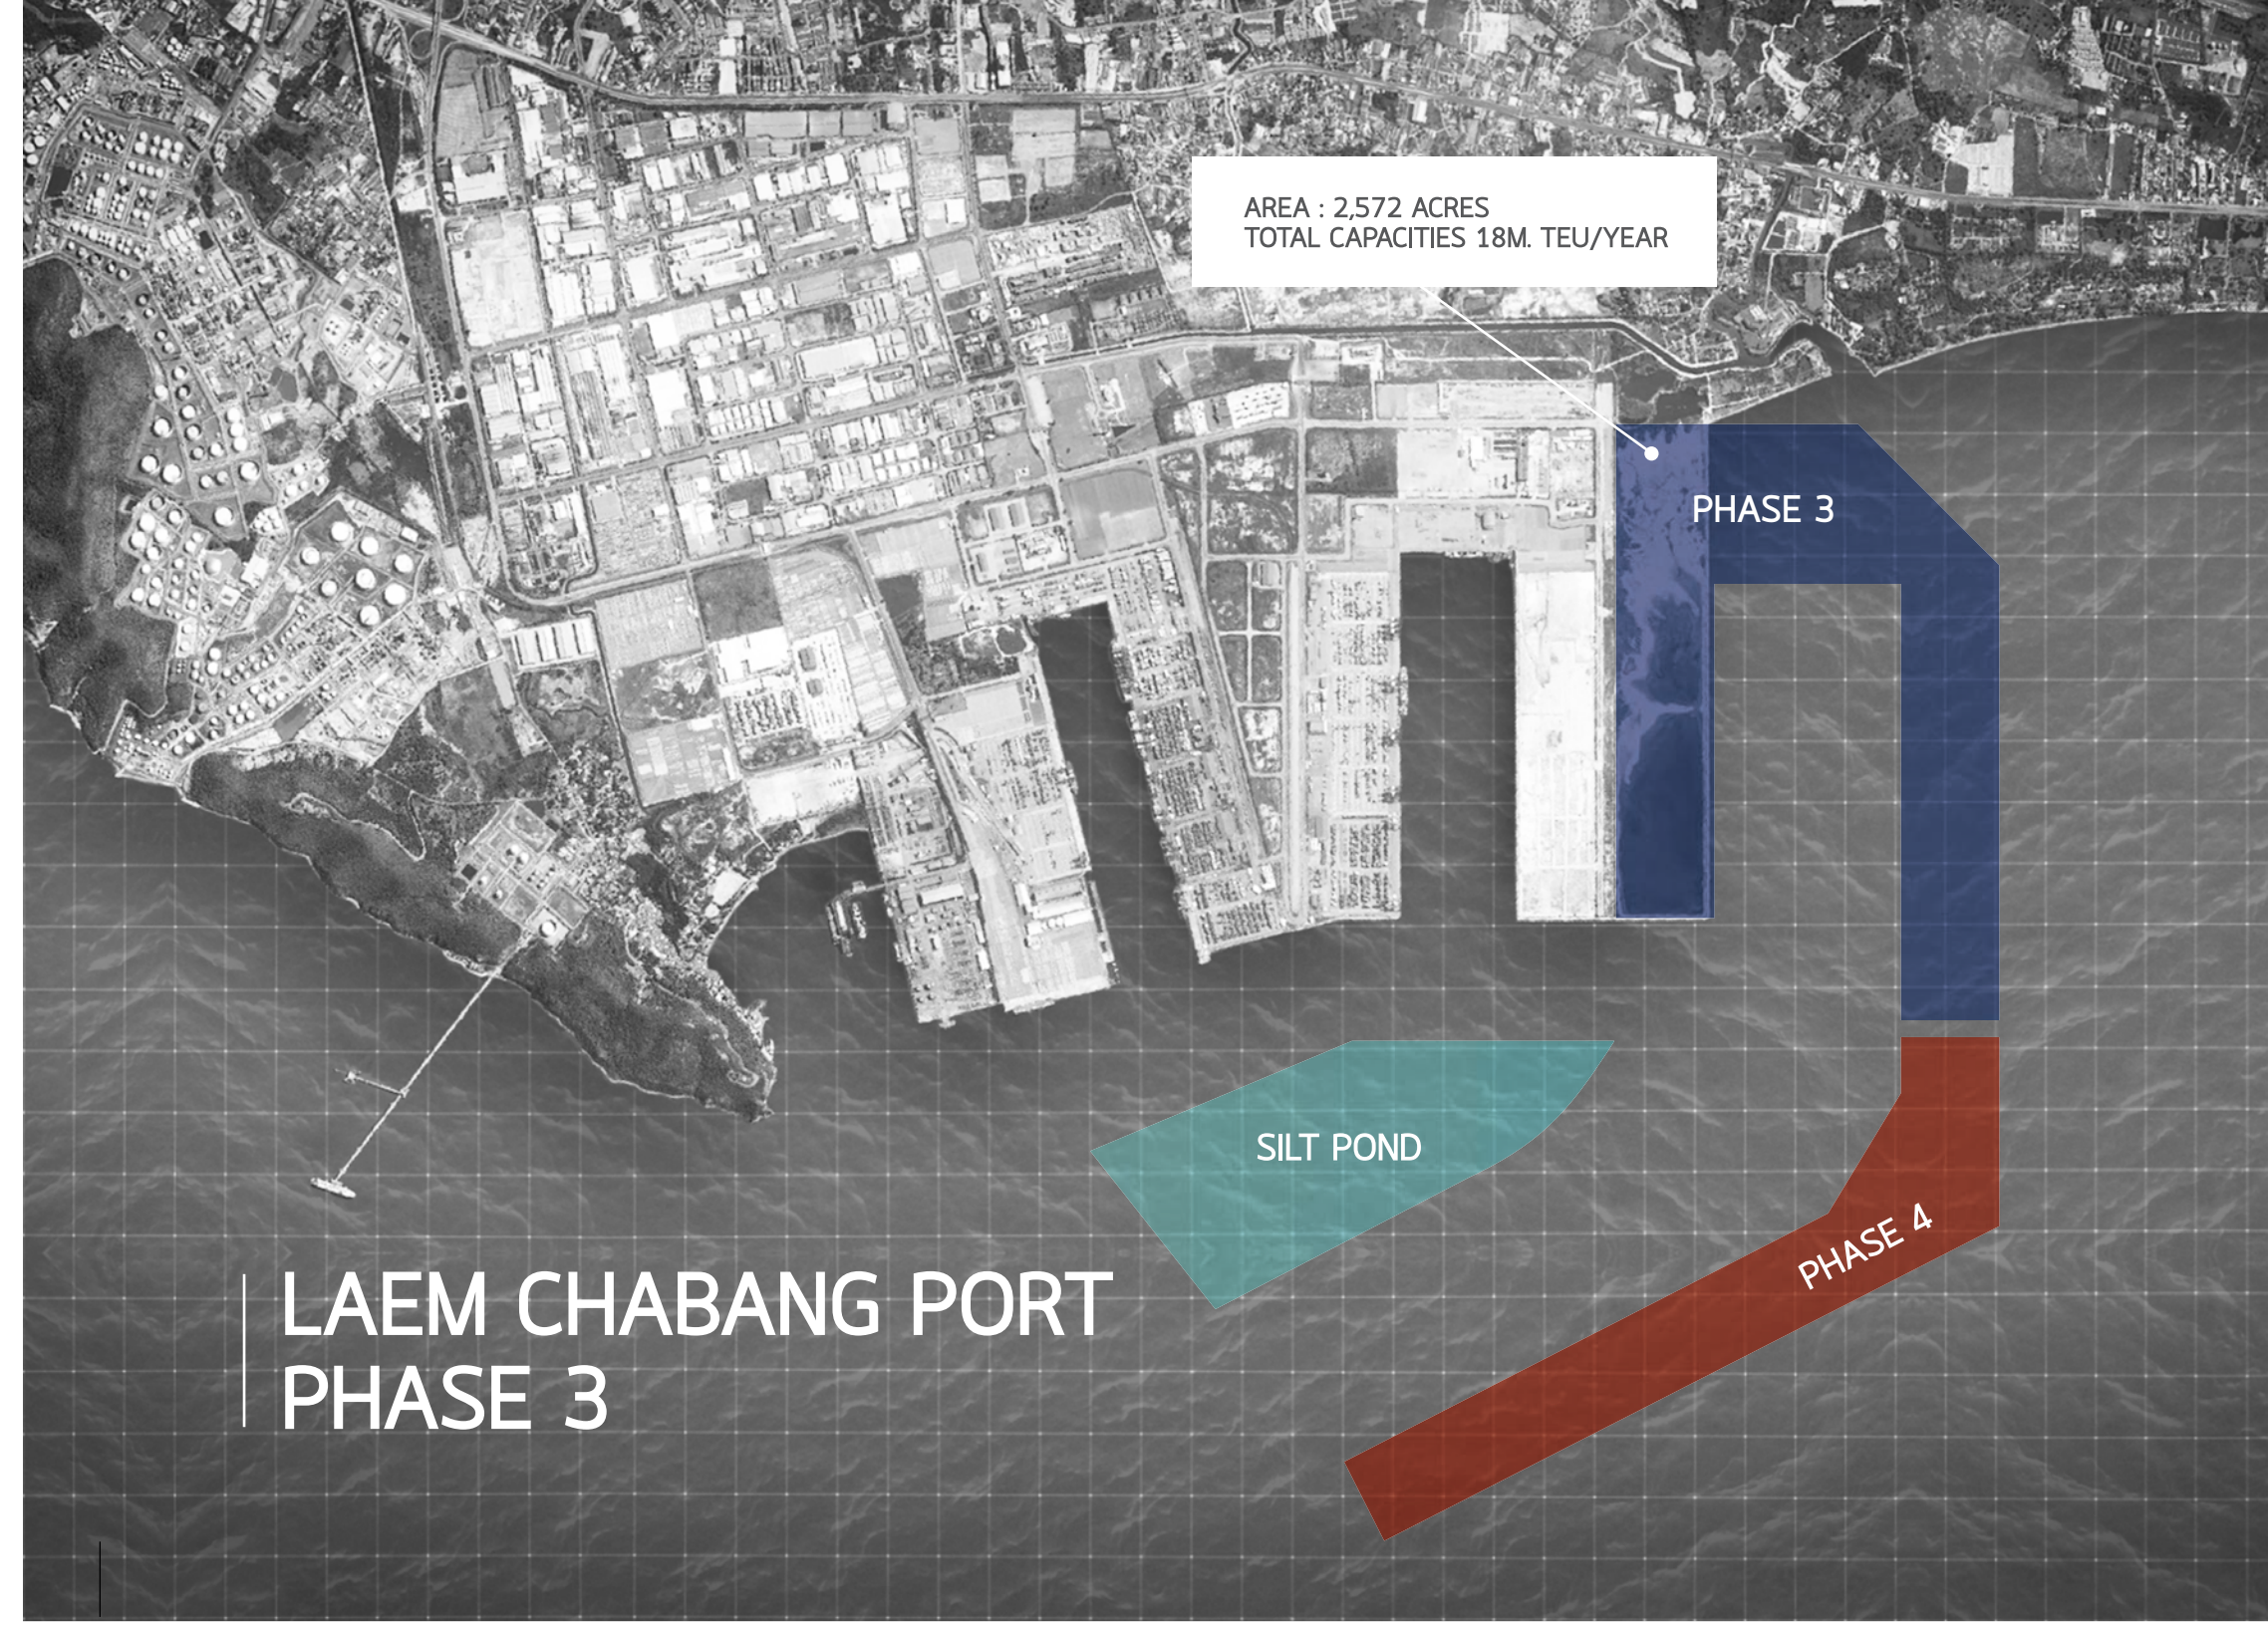 AREA : 2,572 ACRES
TOTAL CAPACITIES 18M. TEU/YEAR
PHASE 3
SILT POND
PHASE 4
LAEM CHABANG PORT
PHASE 3